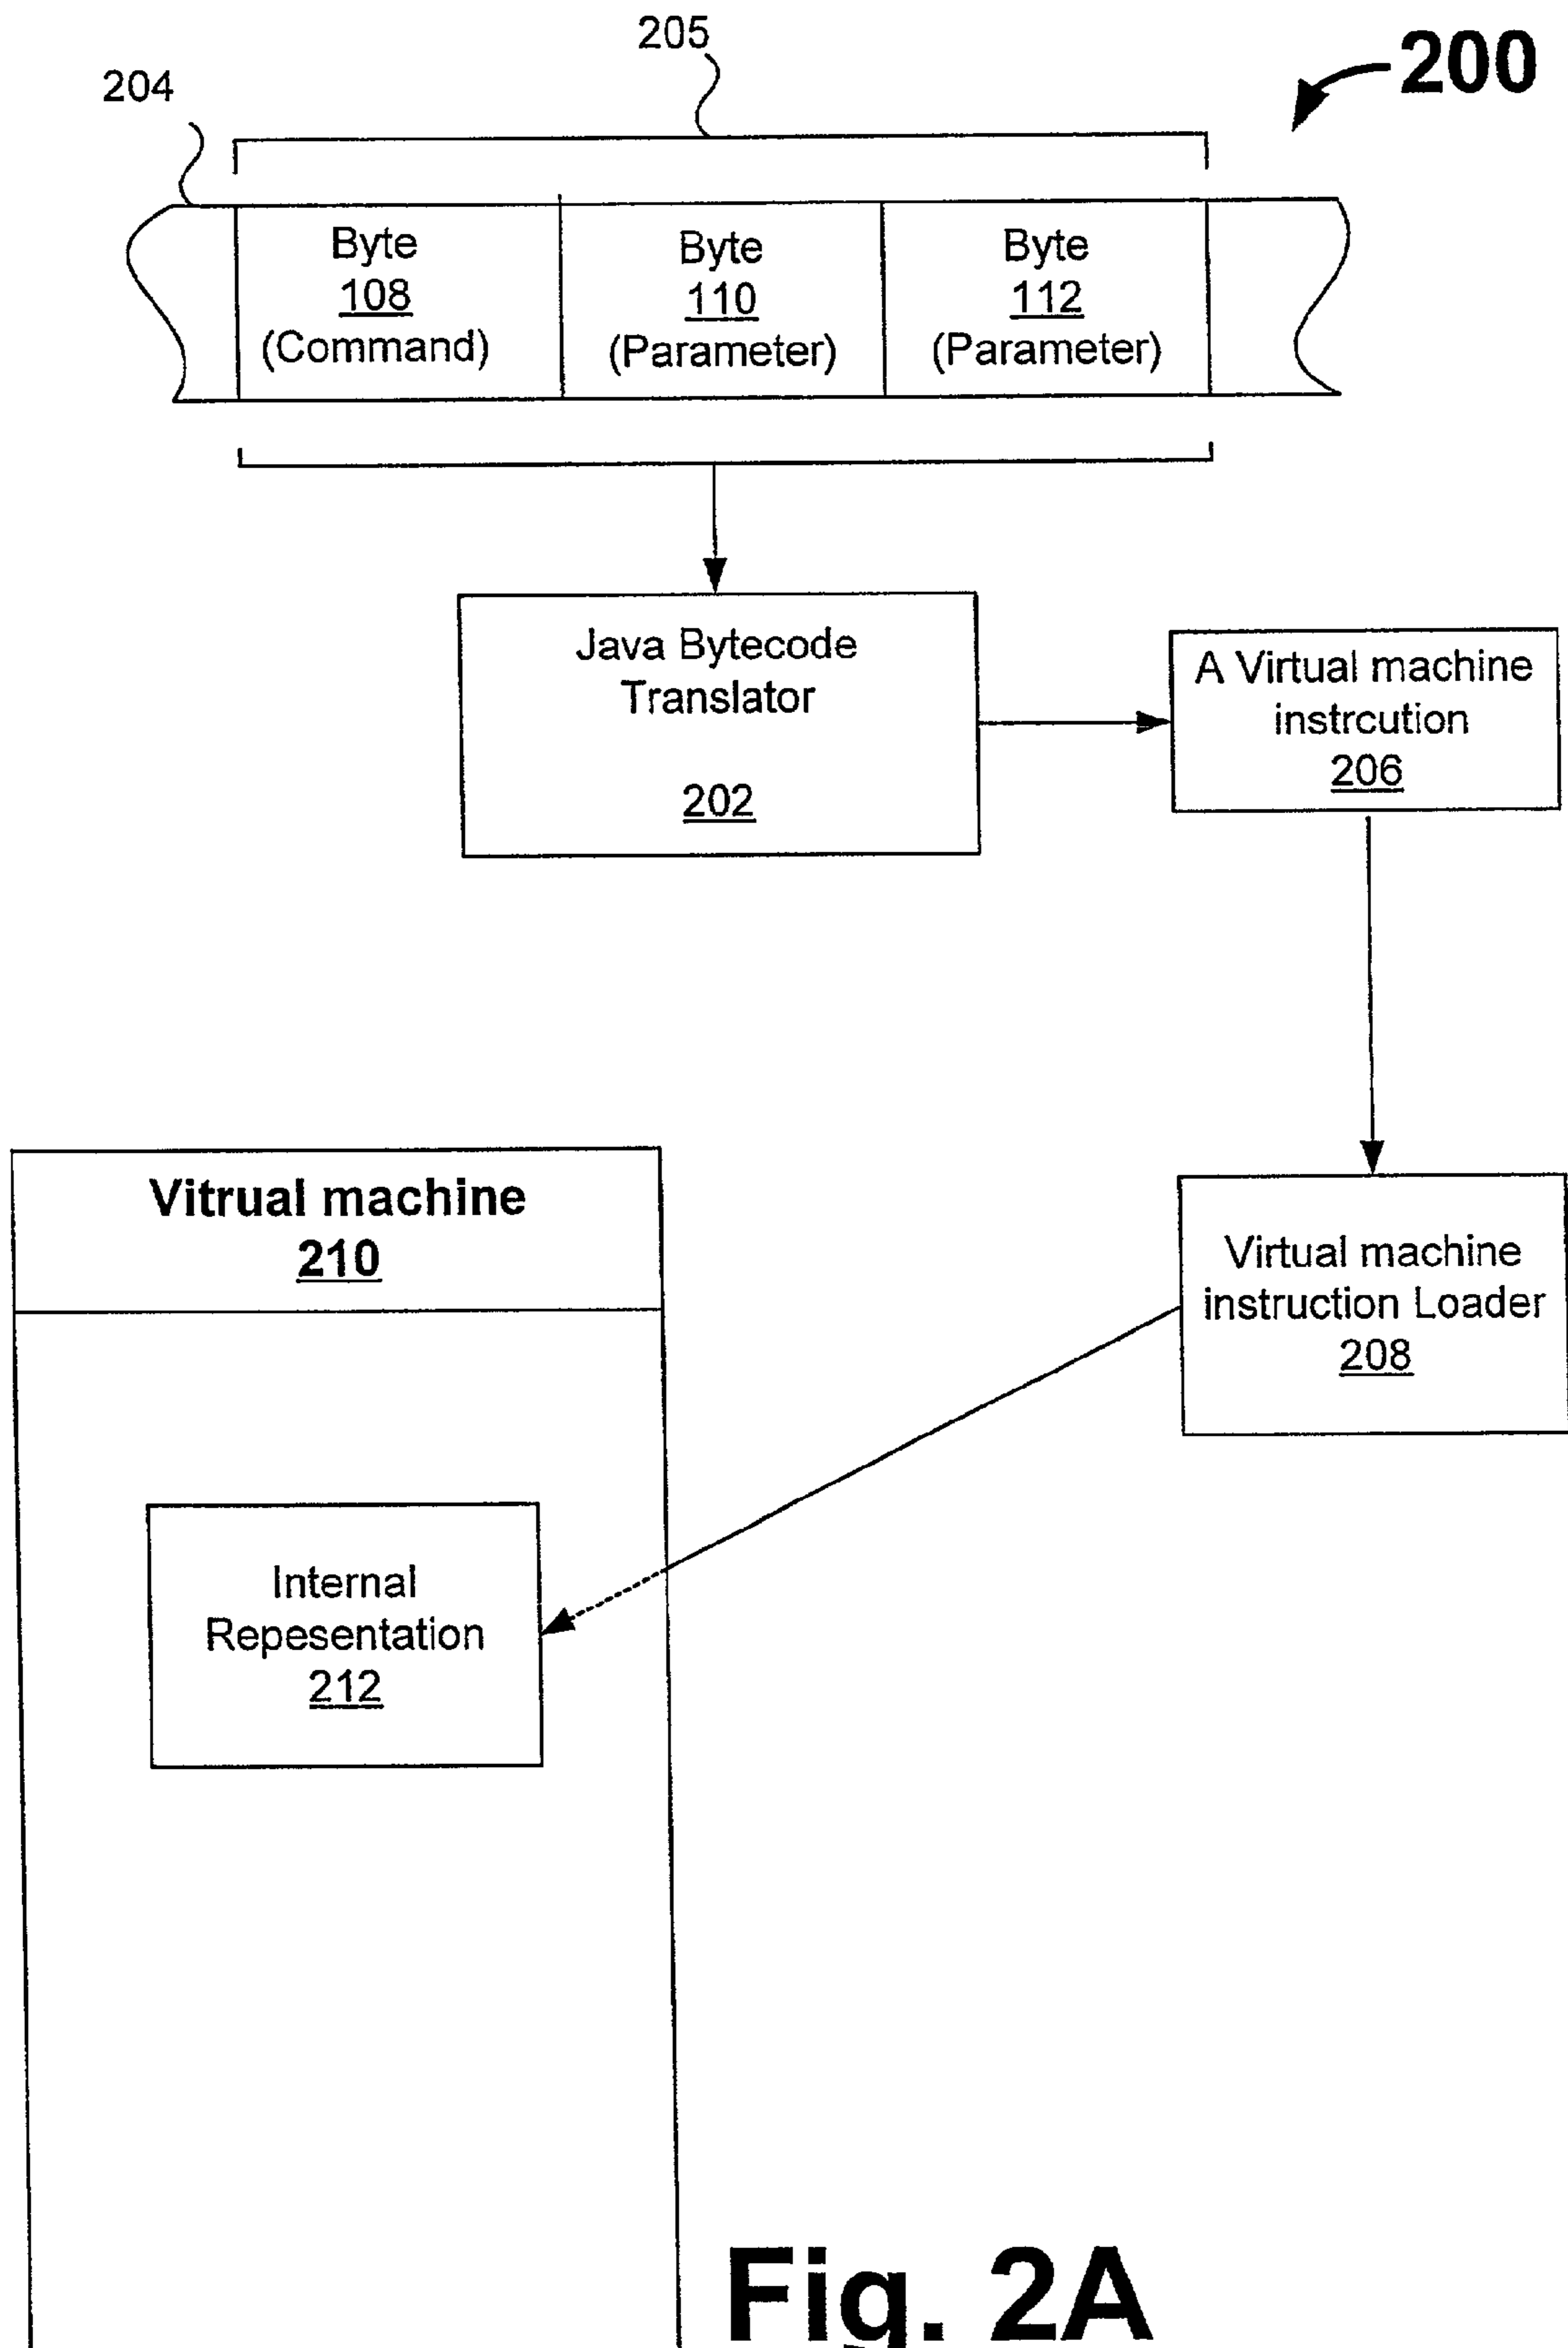 205
200
204
Byte
108
(Command)
Byte
110
(Parameter)
Byte
112
(Parameter)
Java Bytecode
Translator
202
A Virtual machine
instrcution
206
Vitrual machine
210
Virtual machine
instruction Loader
208
Internal
Repesentation
212
Fig. 2A